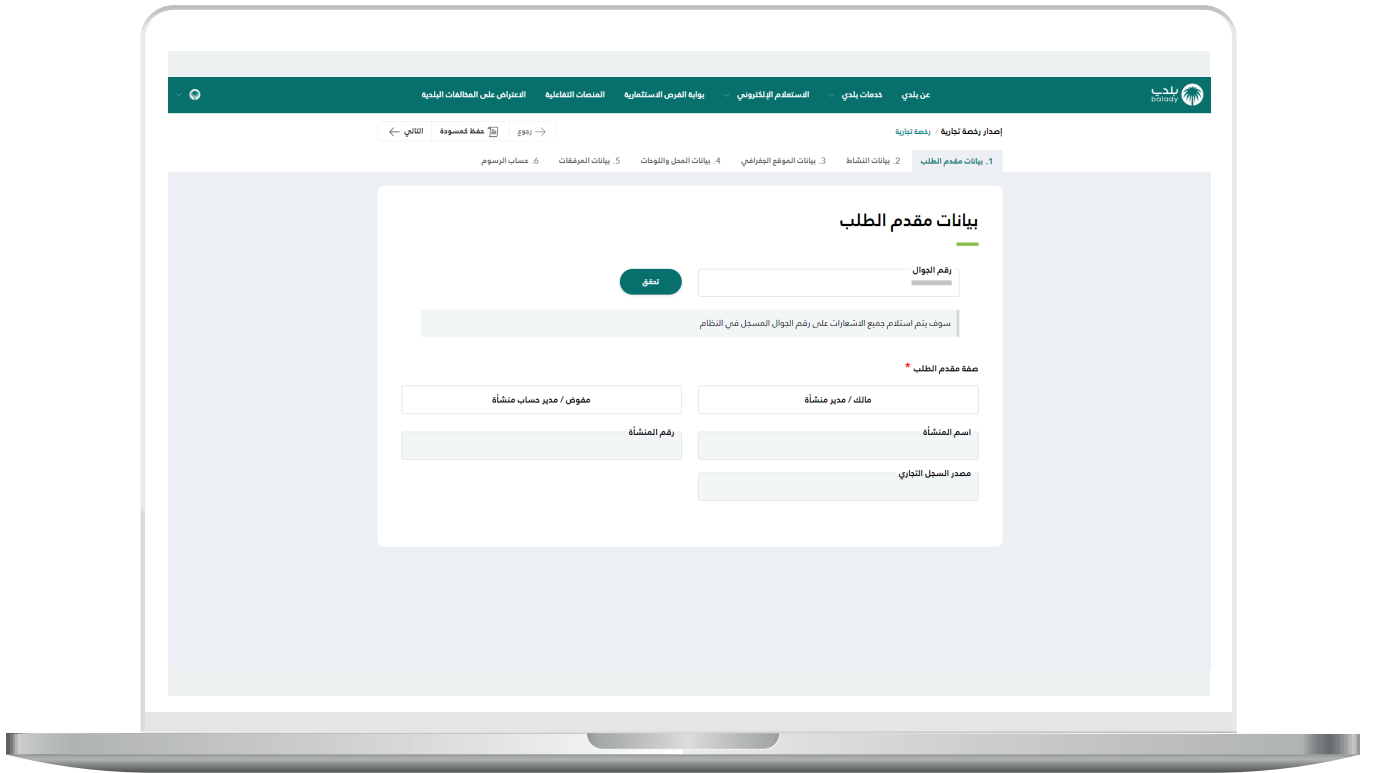 بلدي
balady
عن بلدي خدمات بلدي الاستعلام الإلكتروني بوابة الفرص الاستثمارية المنصات التفاعلية الاعتراض على المخالفات البلدية
إصدار رخصة تجارية / رخصة تجارية
رجوع حفظ كمسودة التالي
1. بيانات مقدم الطلب 2. بيانات النشاط 3. بيانات الموقع الجغرافي 4. بيانات المحل واللوحات 5. بيانات المرفقات 6. حساب الرسوم
بيانات مقدم الطلب
رقم الجوال
تحقق
سوف يتم استلام جميع الاشعارات على رقم الجوال المسجل في النظام
صفة مقدم الطلب *
مالك / مدير منشأة مفوض / مدير حساب منشأة
اسم المنشأة رقم المنشأة
مصدر السجل التجاري